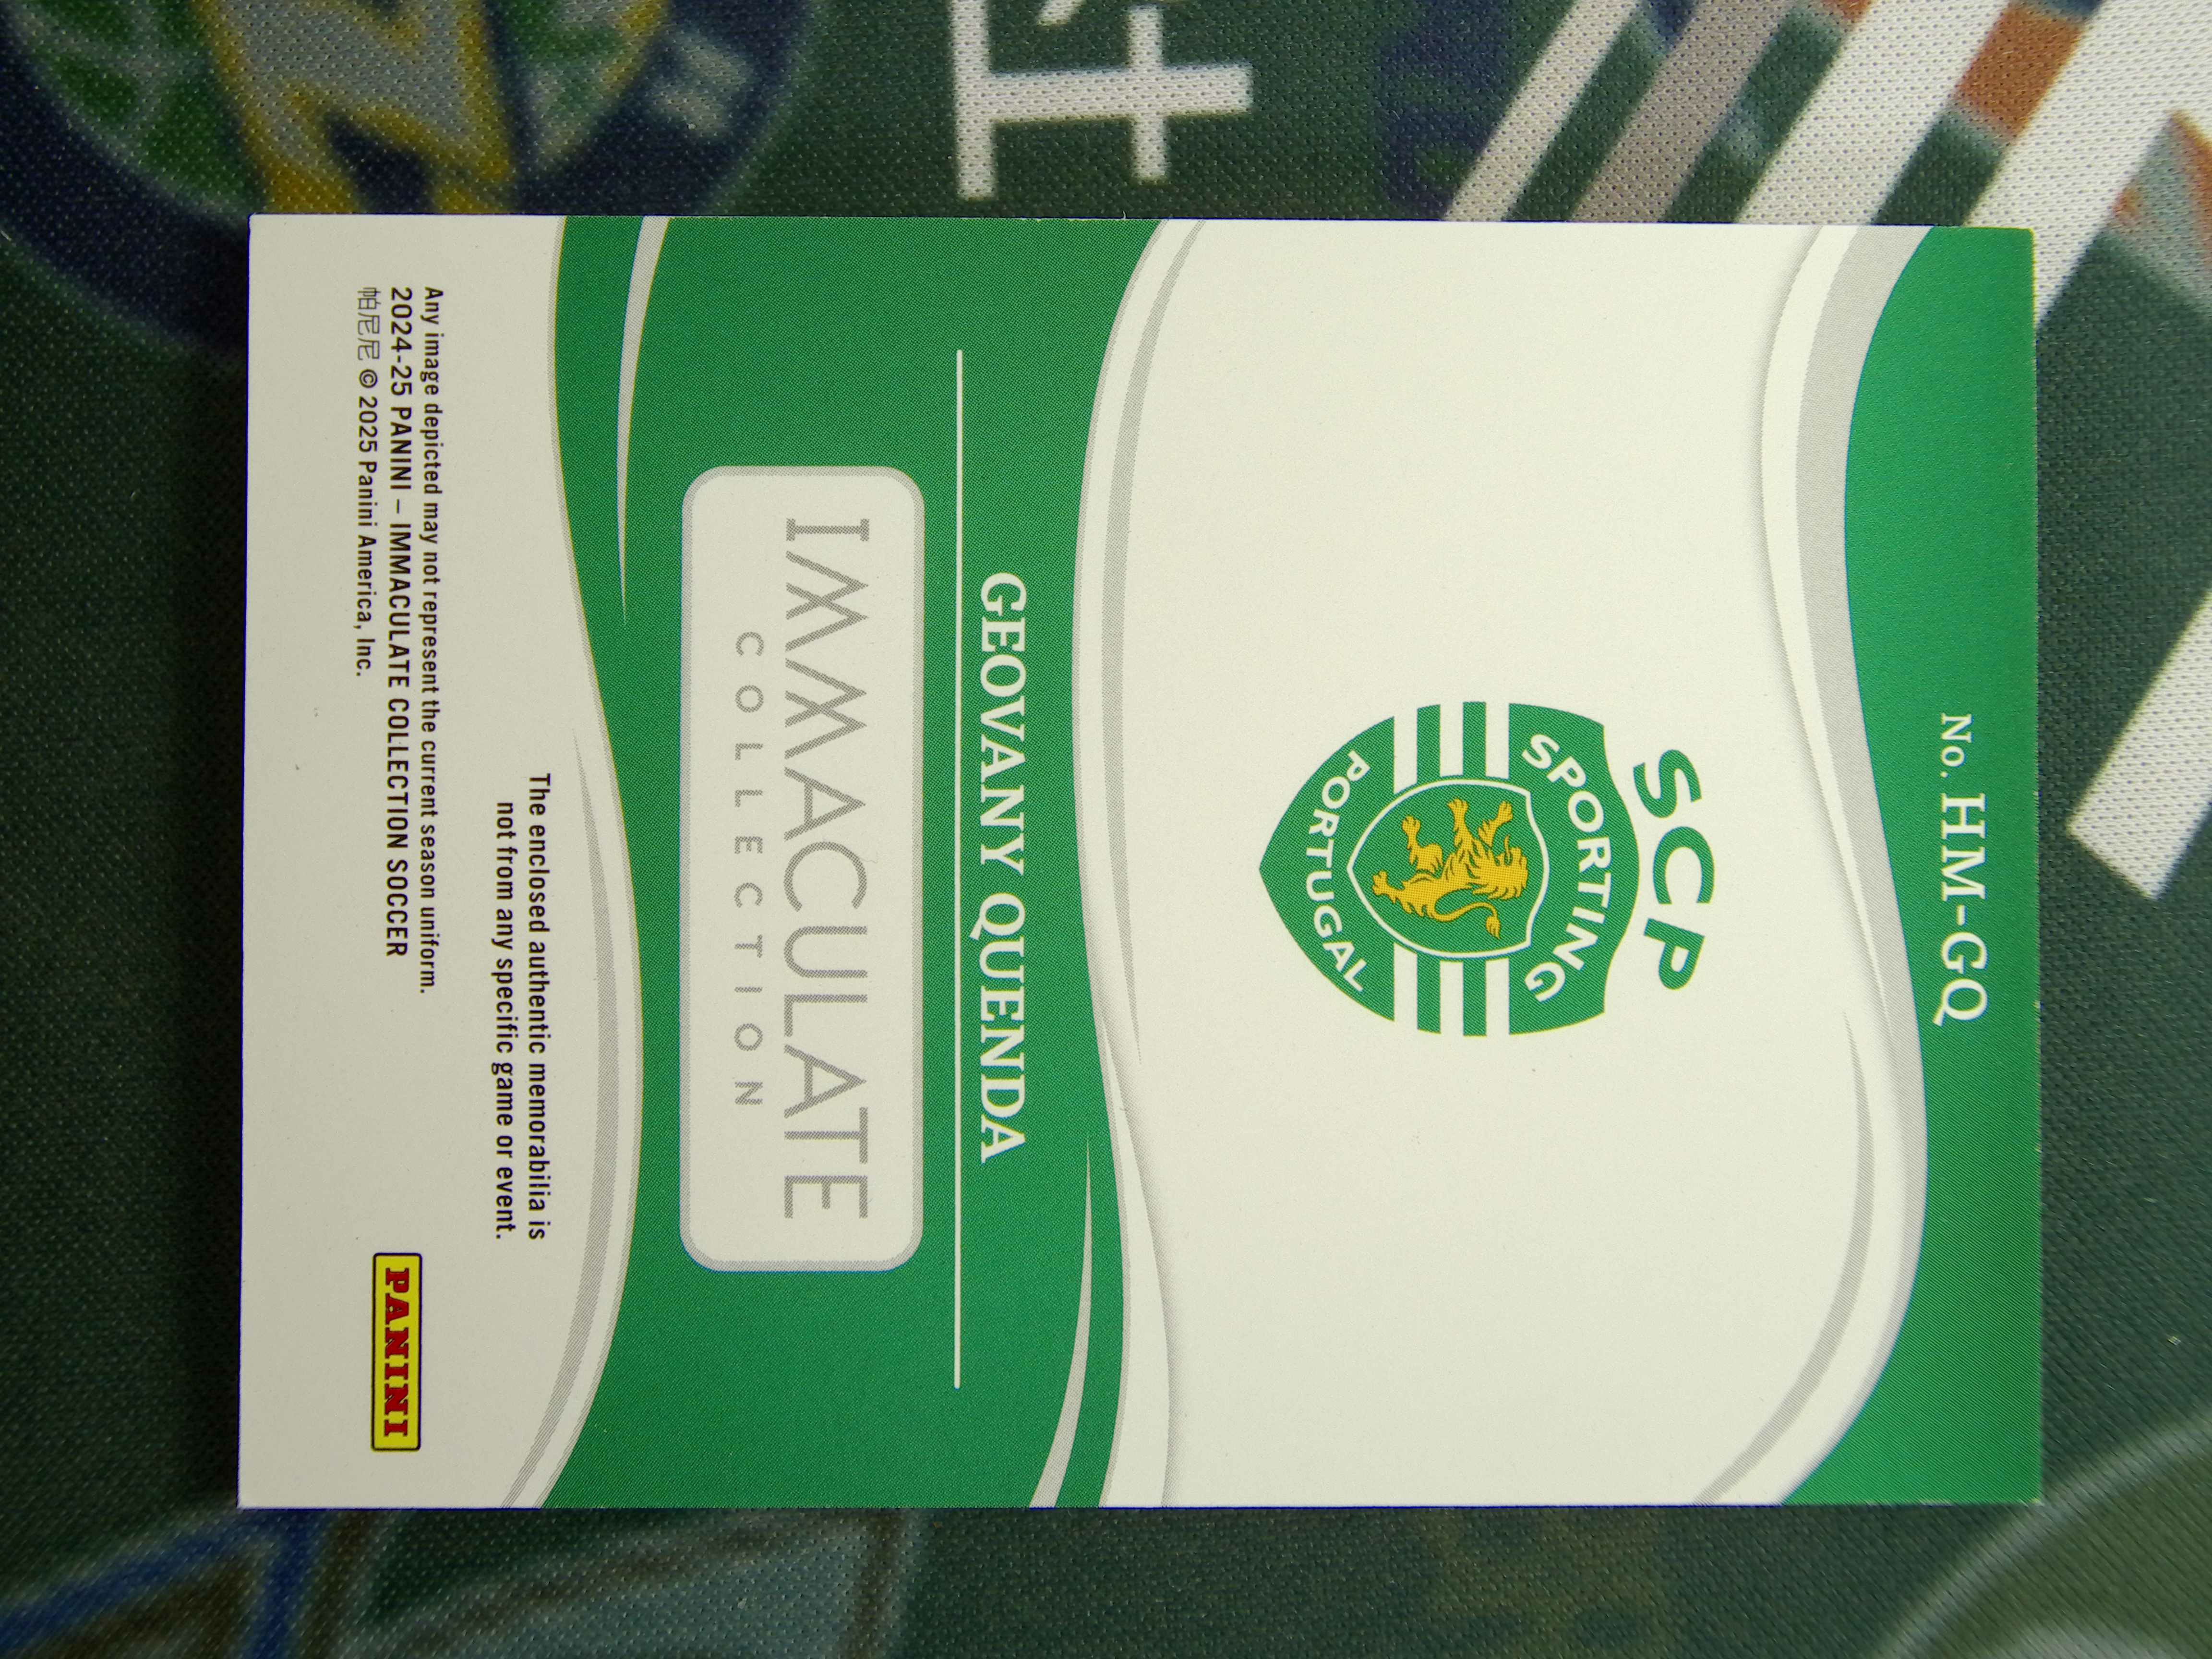 No. HM-GQ
SCP
SPORTING
PORTUGAL
GEOVANY QUENDA
IMMACULATE
COLLECTION
The enclosed authentic memorabilia is
not from any specific game or event.
Any image depicted may not represent the current season uniform.
2024-25 PANINI – IMMACULATE COLLECTION SOCCER
帕尼尼 © 2025 Panini America, Inc.
PANINI